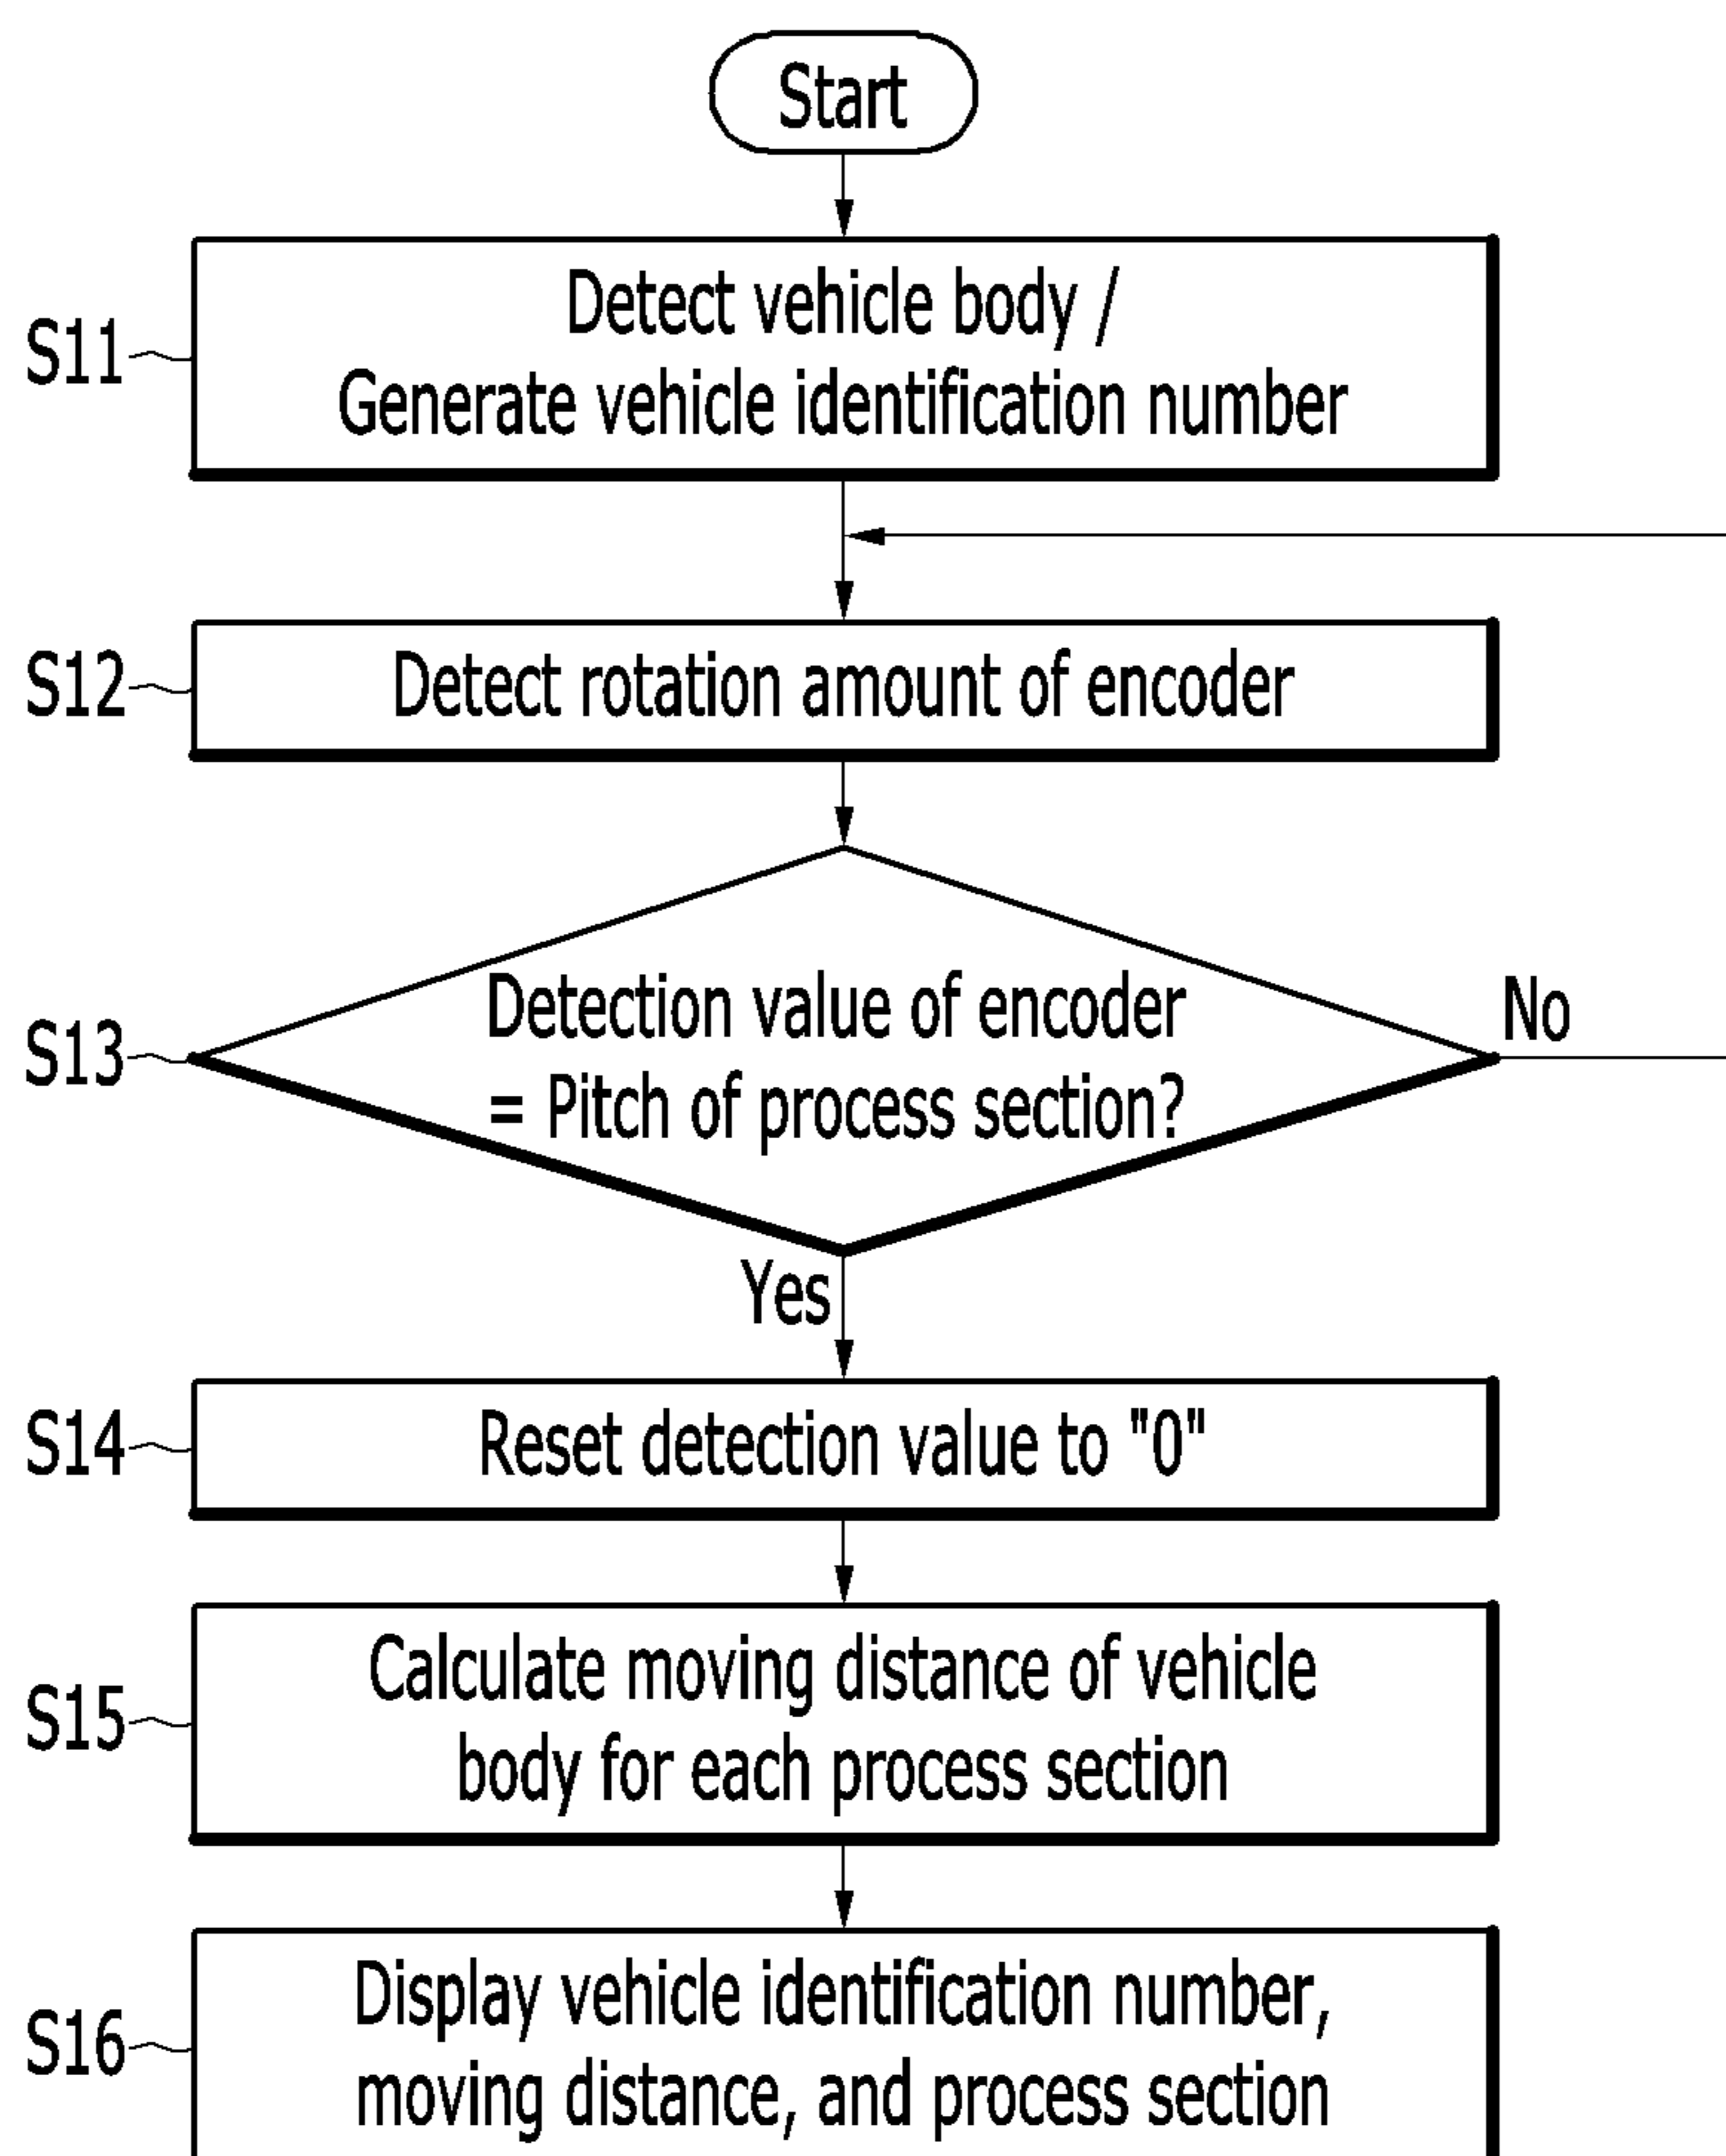 Start
S11
Detect vehicle body /
Generate vehicle identification number
S12
Detect rotation amount of encoder
S13
Detection value of encoder
= Pitch of process section?
No
Yes
S14
Reset detection value to "0"
S15
Calculate moving distance of vehicle
body for each process section
S16
Display vehicle identification number,
moving distance, and process section